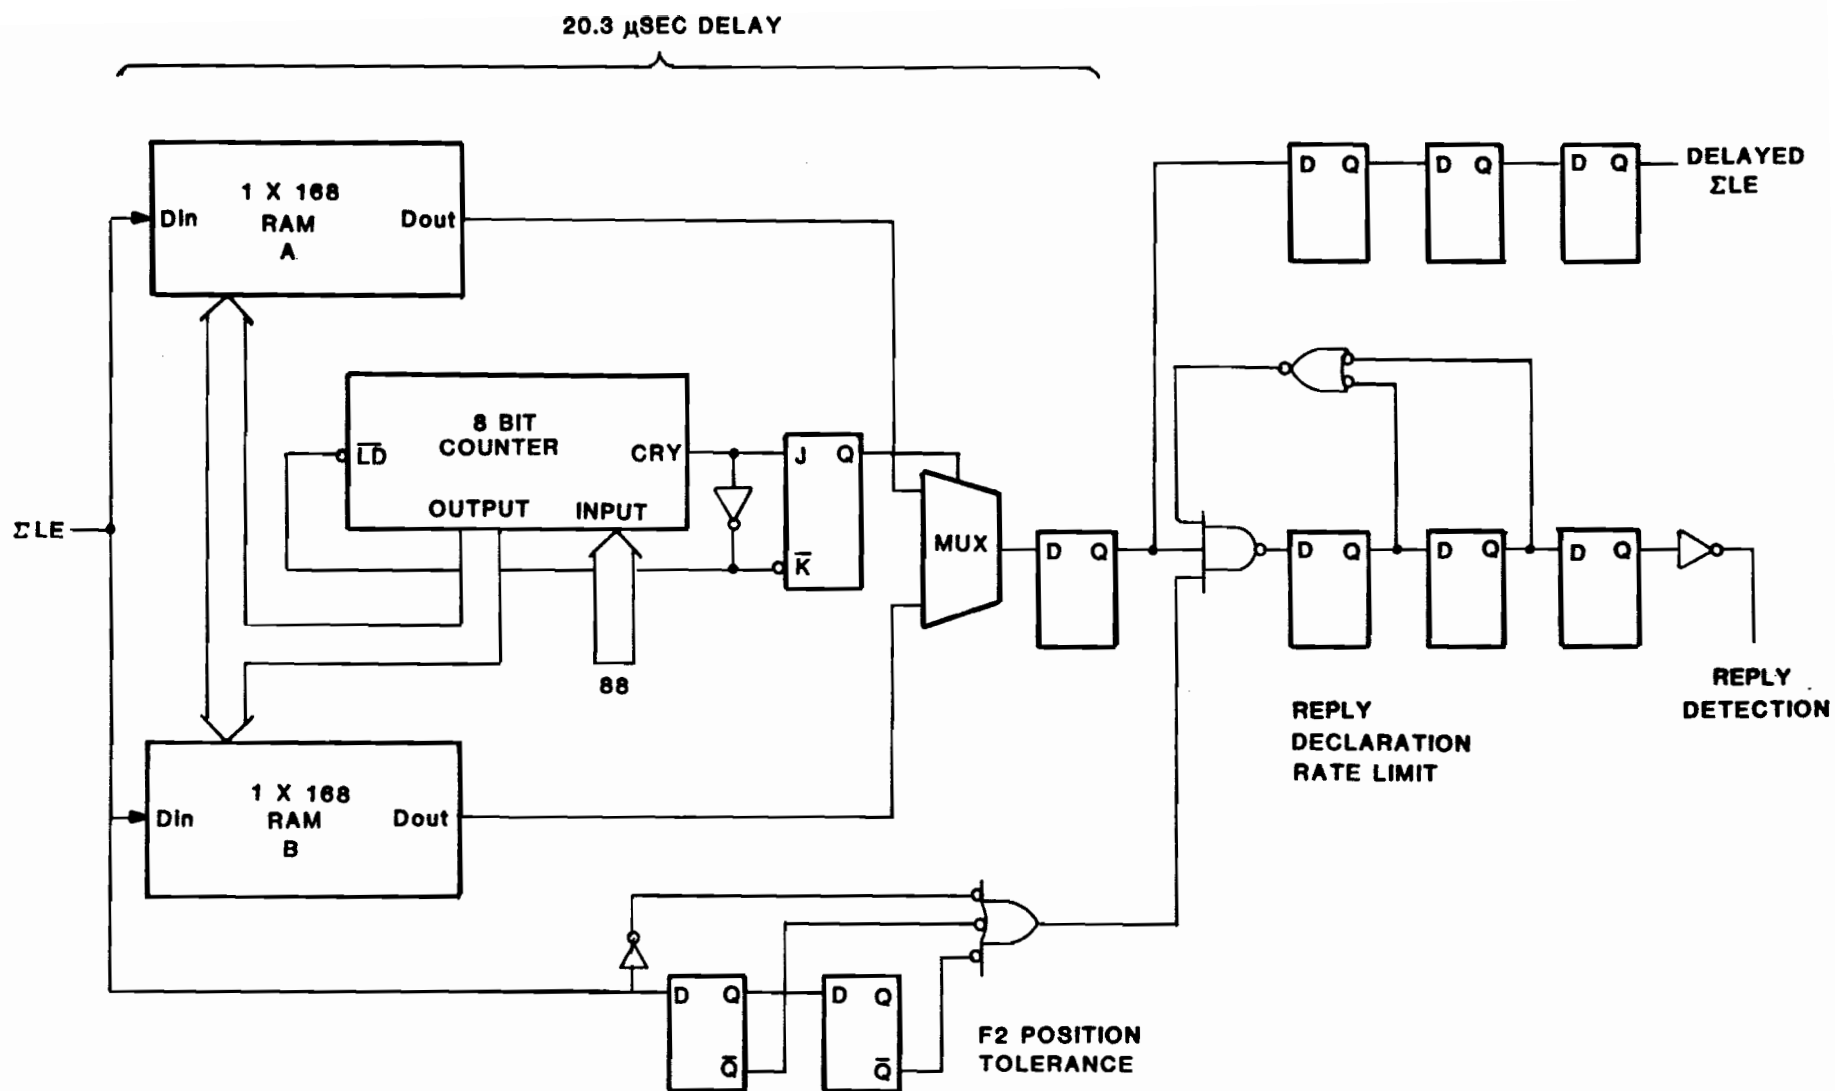 20.3 μSEC DELAY
1 X 168
RAM
A
DIn
Dout
D Q
D Q
D Q
DELAYED
ΣLE
8 BIT
COUNTER
LD
CRY
OUTPUT
INPUT
88
J Q
K
ΣLE
MUX
D Q
D Q
D Q
D Q
REPLY
DETECTION
REPLY
DECLARATION
RATE LIMIT
1 X 168
RAM
B
DIn
Dout
D Q
Q̅
D Q
Q̅
F2 POSITION
TOLERANCE